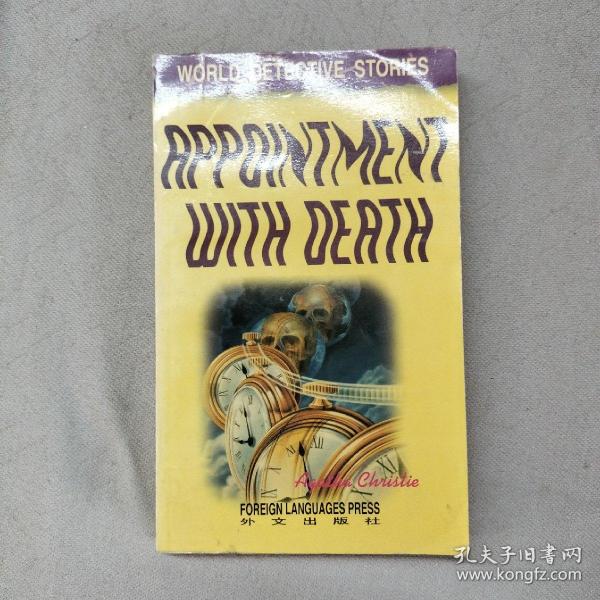 WORLD DETECTIVE STORIES
APPOINTMENT
WITH DEATH
Agatha Christie
FOREIGN LANGUAGES PRESS
外文出版社
孔夫子旧书网
www.kongfz.com